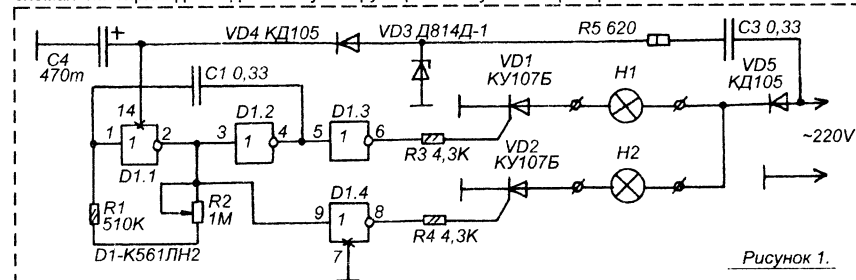 C4
470m
+
VD4 КД105
VD3 Д814Д-1
R5 620
C3 0,33
C1 0,33
VD1
КУ107Б
H1
VD5
КД105
~220V
14
1
1
2
D1.1
D1.2
3
1
4
D1.3
5
1
6
R3 4,3K
VD2
КУ107Б
H2
R1
510K
R2
1M
D1.4
9
1
8
7
R4 4,3K
D1-К561ЛН2
Рисунок 1.